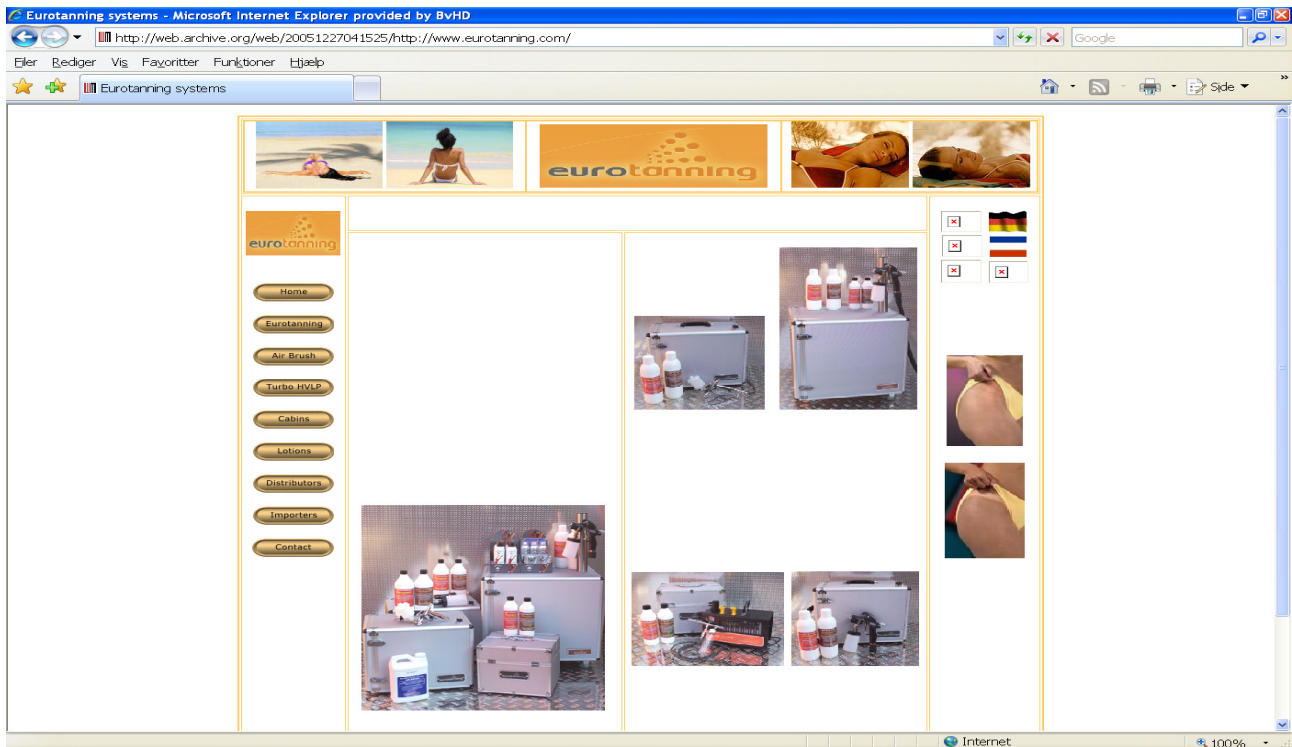 Eurotanning systems - Microsoft Internet Explorer provided by BvHD
http://web.archive.org/web/20051227041525/http://www.eurotanning.com/
Google
Filer Rediger Vis Favoritter Funktioner Hjælp
Eurotanning systems
Side
»
eurotanning
eurotanning
Home
Eurotanning
Air Brush
Turbo HVLP
Cabins
Lotions
Distributors
Importers
Contact
Internet
100%